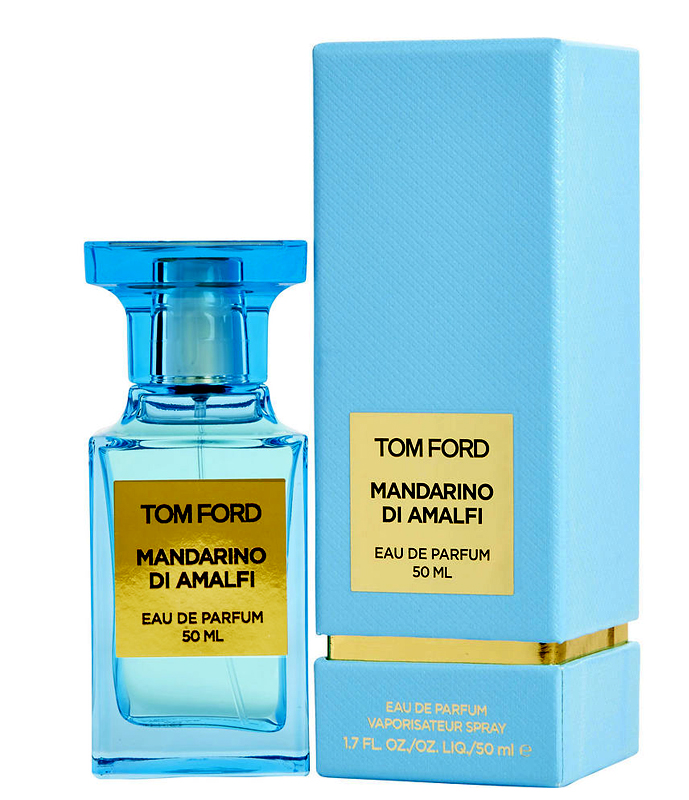 TOM FORD
MANDARINO
DI AMALFI
EAU DE PARFUM
50 ML
TOM FORD
MANDARINO
DI AMALFI
EAU DE PARFUM
50 ML
EAU DE PARFUM
VAPORISATEUR SPRAY
1.7 FL. OZ./OZ. LIQ./50 ml ℮